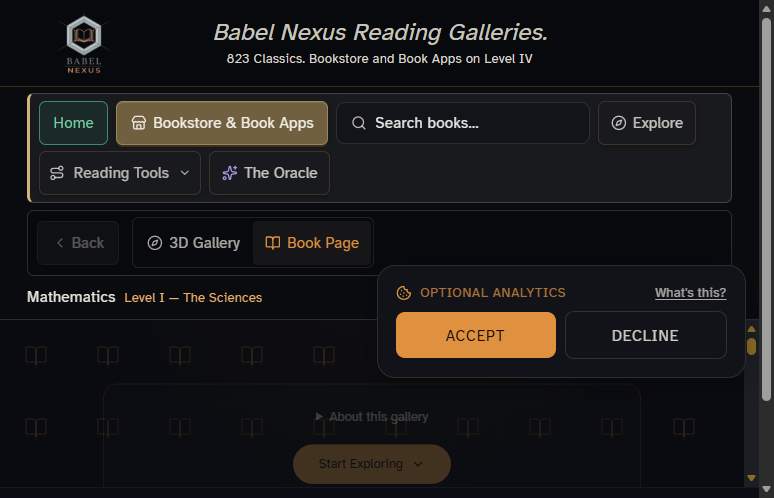 BABEL
NEXUS
Babel Nexus Reading Galleries.
823 Classics. Bookstore and Book Apps on Level IV
Home
Bookstore & Book Apps
Search books...
Explore
Reading Tools
The Oracle
Back
3D Gallery
Book Page
OPTIONAL ANALYTICS
What's this?
Mathematics Level I — The Sciences
ACCEPT
DECLINE
About this gallery
Start Exploring